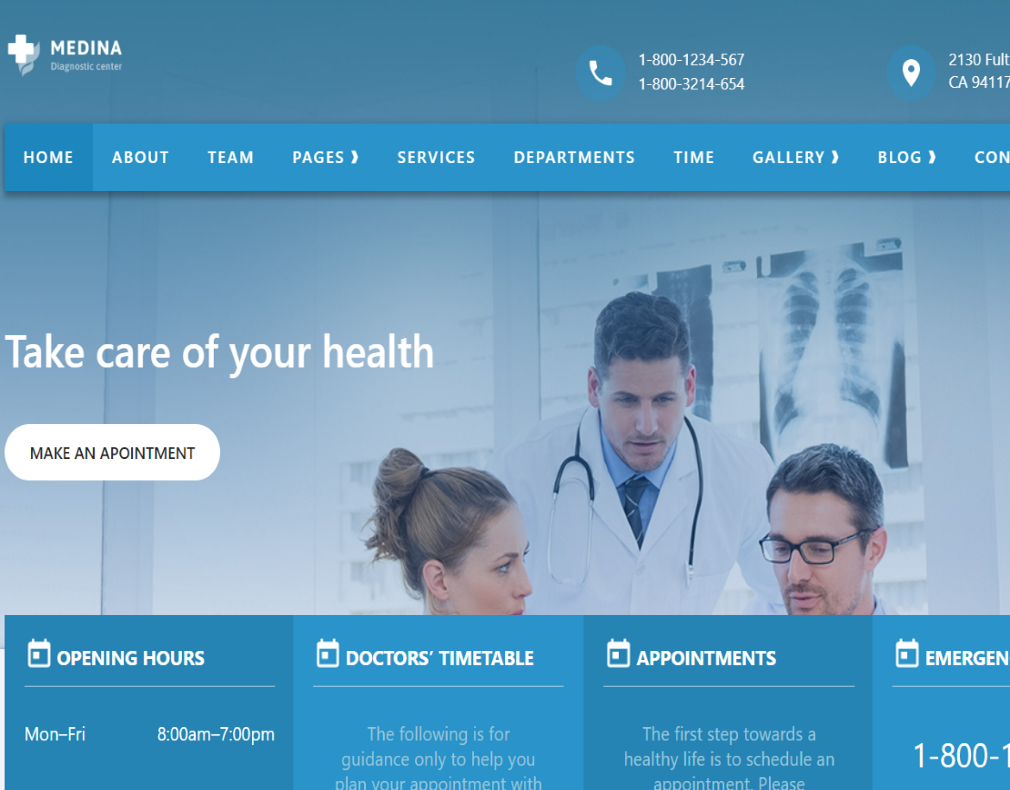 MEDINA
Diagnostic center
1-800-1234-567
1-800-3214-654
2130 Fult
CA 94117
HOME ABOUT TEAM PAGES SERVICES DEPARTMENTS TIME GALLERY BLOG CON
Take care of your health
MAKE AN APOINTMENT
OPENING HOURS
Mon–Fri 8:00am–7:00pm
DOCTORS' TIMETABLE
The following is for
guidance only to help you
plan your appointment with
APPOINTMENTS
The first step towards a
healthy life is to schedule an
appointment. Please
EMERGEN
1-800-1